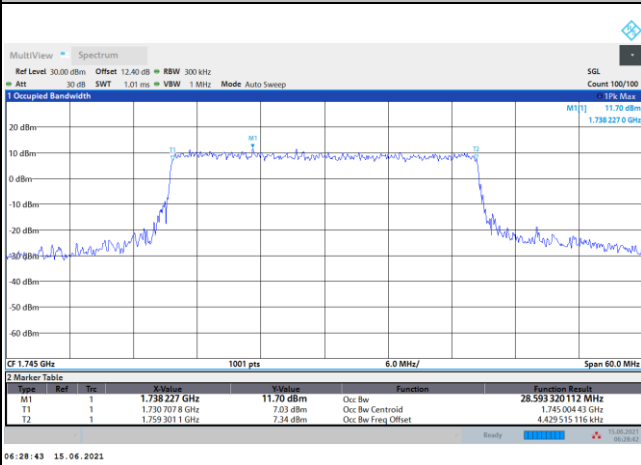 MultiView Spectrum
Ref Level 30.00 dBm Offset 12.40 dB RBW 300 kHz SGL
Att 30 dB SWT 1.01 ms VBW 1 MHz Mode Auto Sweep Count 100/100
1 Occupied Bandwidth 1Pk Max
M1[1] 11.70 dBm
1.738 227 0 GHz
20 dBm
M1
T1 T2
10 dBm
0 dBm
-10 dBm
-20 dBm
-30 dBm
-40 dBm
-50 dBm
-60 dBm
CF 1.745 GHz 1001 pts 6.0 MHz/ Span 60.0 MHz
2 Marker Table
Type Ref Trc X-Value Y-Value Function Function Result
M1 1 1.738 227 GHz 11.70 dBm Occ Bw 28.593 320 112 MHz
T1 1 1.730 707 8 GHz 7.03 dBm Occ Bw Centroid 1.745 004 43 GHz
T2 1 1.759 301 1 GHz 7.34 dBm Occ Bw Freq Offset 4.429 515 116 kHz
Ready 15.06.2021
06:28:42
06:28:43 15.06.2021